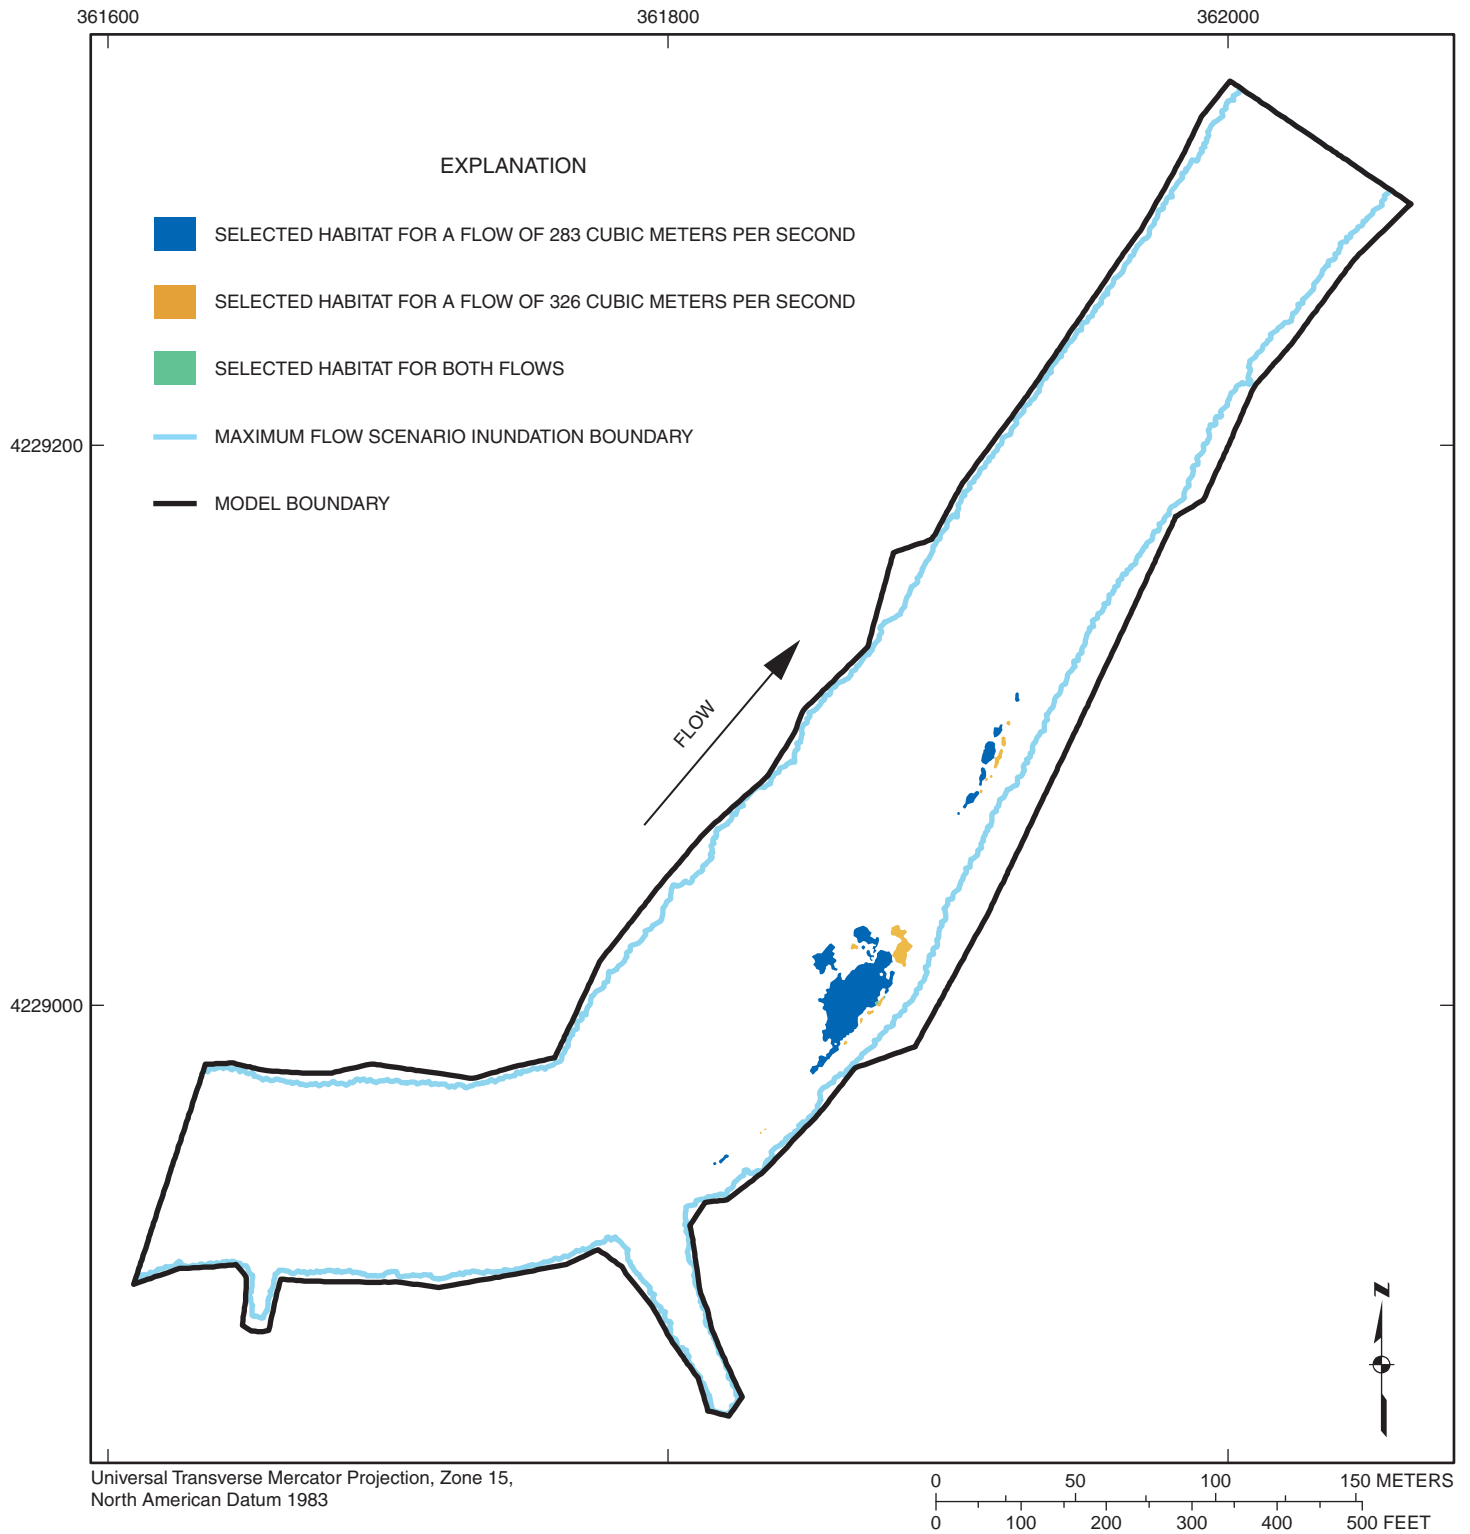 361600 361800 362000
EXPLANATION
SELECTED HABITAT FOR A FLOW OF 283 CUBIC METERS PER SECOND
SELECTED HABITAT FOR A FLOW OF 326 CUBIC METERS PER SECOND
SELECTED HABITAT FOR BOTH FLOWS
4229200
MAXIMUM FLOW SCENARIO INUNDATION BOUNDARY
MODEL BOUNDARY
FLOW
4229000
N
Universal Transverse Mercator Projection, Zone 15,
North American Datum 1983
0 50 100 150 METERS
0 100 200 300 400 500 FEET